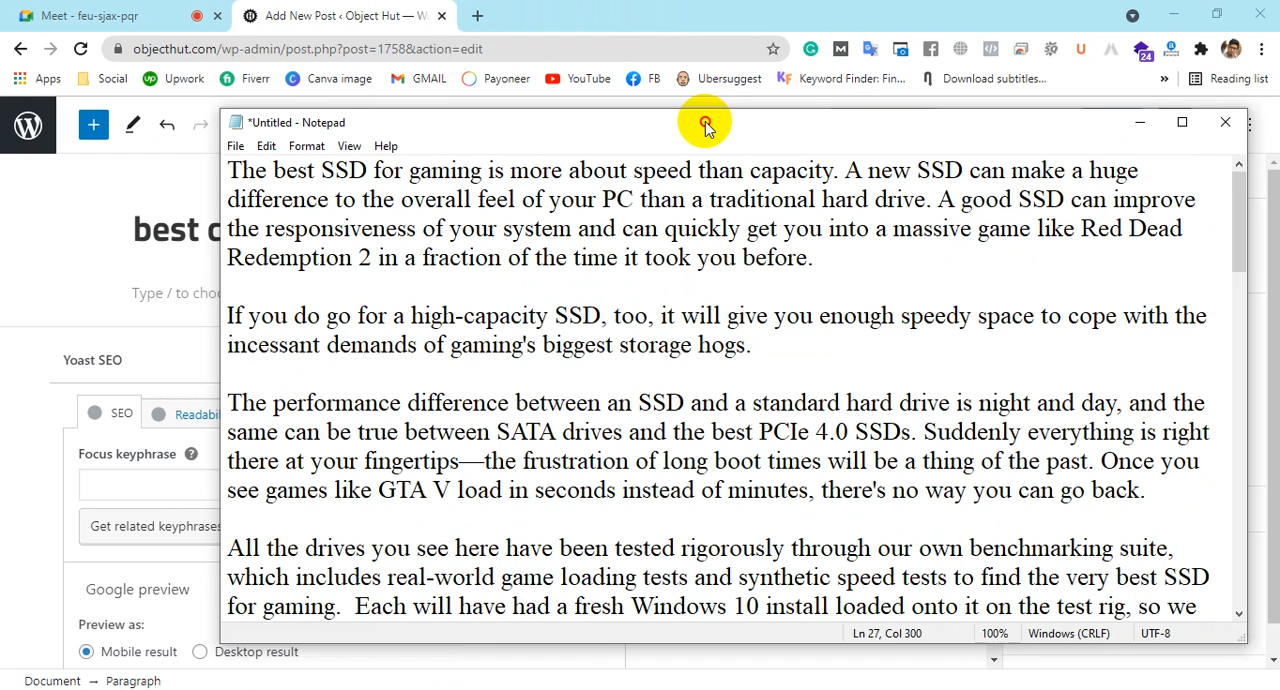 Meet - feu-sjax-pqr
Add New Post ‹ Object Hut — W
objecthut.com/wp-admin/post.php?post=1758&action=edit
24
Apps
Social
Upwork
Fiverr
Canva image
GMAIL
Payoneer
YouTube
FB
Ubersuggest
Keyword Finder: Fin...
Download subtitles...
»
Reading list
*Untitled - Notepad
File
Edit
Format
View
Help
The best SSD for gaming is more about speed than capacity. A new SSD can make a huge
difference to the overall feel of your PC than a traditional hard drive. A good SSD can improve
the responsiveness of your system and can quickly get you into a massive game like Red Dead
Redemption 2 in a fraction of the time it took you before.
If you do go for a high-capacity SSD, too, it will give you enough speedy space to cope with the
incessant demands of gaming's biggest storage hogs.
The performance difference between an SSD and a standard hard drive is night and day, and the
same can be true between SATA drives and the best PCIe 4.0 SSDs. Suddenly everything is right
there at your fingertips—the frustration of long boot times will be a thing of the past. Once you
see games like GTA V load in seconds instead of minutes, there's no way you can go back.
All the drives you see here have been tested rigorously through our own benchmarking suite,
which includes real-world game loading tests and synthetic speed tests to find the very best SSD
for gaming.  Each will have had a fresh Windows 10 install loaded onto it on the test rig, so we
Ln 27, Col 300
100%
Windows (CRLF)
UTF-8
best c
Type / to choo
Yoast SEO
SEO
Readabil
Focus keyphrase
Get related keyphrases
Google preview
Preview as:
Mobile result
Desktop result
Document → Paragraph